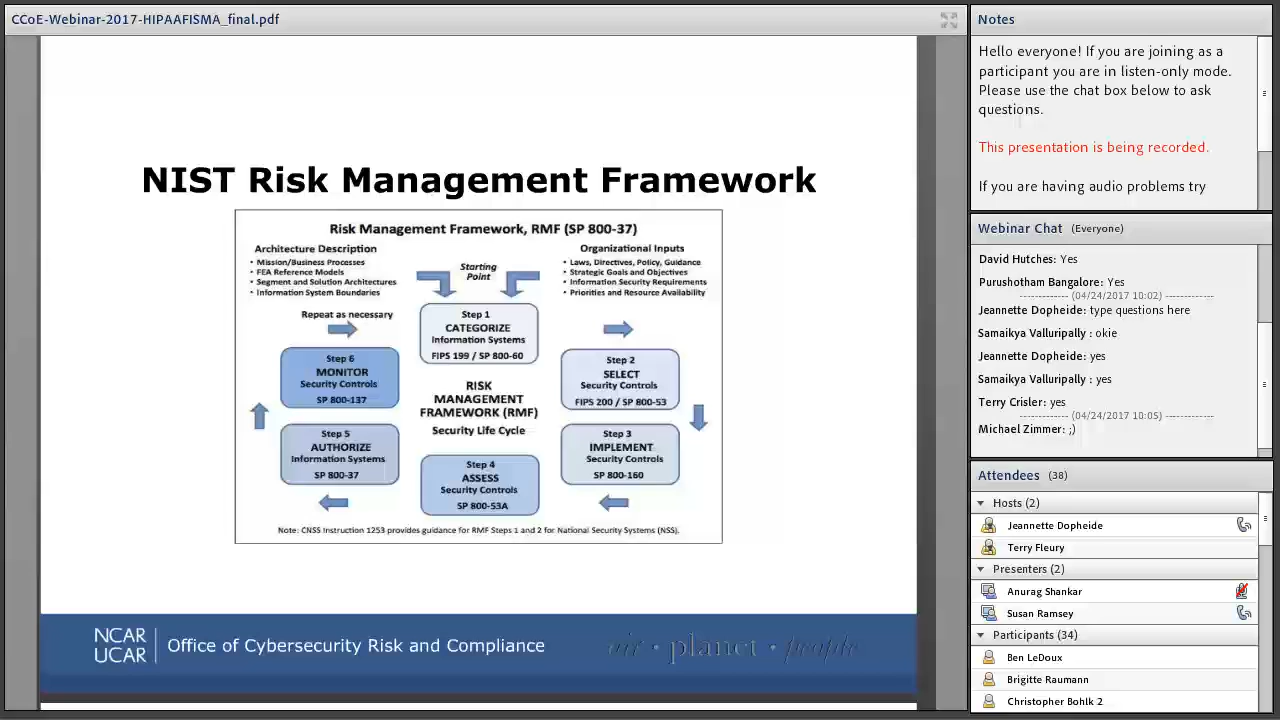 CCoE-Webinar-2017-HIPAAFISMA_final.pdf
NIST Risk Management Framework
Risk Management Framework, RMF (SP 800-37)
Architecture Description
• Mission/Business Processes
• FEA Reference Models
• Segment and Solution Architectures
• Information System Boundaries
Starting
Point
Organizational Inputs
• Laws, Directives, Policy, Guidance
• Strategic Goals and Objectives
• Information Security Requirements
• Priorities and Resource Availability
Repeat as necessary
Step 1
CATEGORIZE
Information Systems
FIPS 199 / SP 800-60
Step 2
SELECT
Security Controls
FIPS 200 / SP 800-53
Step 3
IMPLEMENT
Security Controls
SP 800-160
Step 4
ASSESS
Security Controls
SP 800-53A
Step 5
AUTHORIZE
Information Systems
SP 800-37
Step 6
MONITOR
Security Controls
SP 800-137
RISK
MANAGEMENT
FRAMEWORK (RMF)
Security Life Cycle
Note: CNSS Instruction 1253 provides guidance for RMF Steps 1 and 2 for National Security Systems (NSS).
NCAR
UCAR
Office of Cybersecurity Risk and Compliance
air • planet • people
Notes
Hello everyone! If you are joining as a
participant you are in listen-only mode.
Please use the chat box below to ask
questions.
This presentation is being recorded.
If you are having audio problems try
Webinar Chat (Everyone)
David Hutches: Yes
Purushotham Bangalore: Yes
------------------ (04/24/2017 10:02) ------------------
Jeannette Dopheide: type questions here
Samaikya Valluripally : okie
Jeannette Dopheide: yes
Samaikya Valluripally : yes
Terry Crisler: yes
------------------ (04/24/2017 10:05) ------------------
Michael Zimmer: ;)
Attendees (38)
Hosts (2)
Jeannette Dopheide
Terry Fleury
Presenters (2)
Anurag Shankar
Susan Ramsey
Participants (34)
Ben LeDoux
Brigitte Raumann
Christopher Bohlk 2